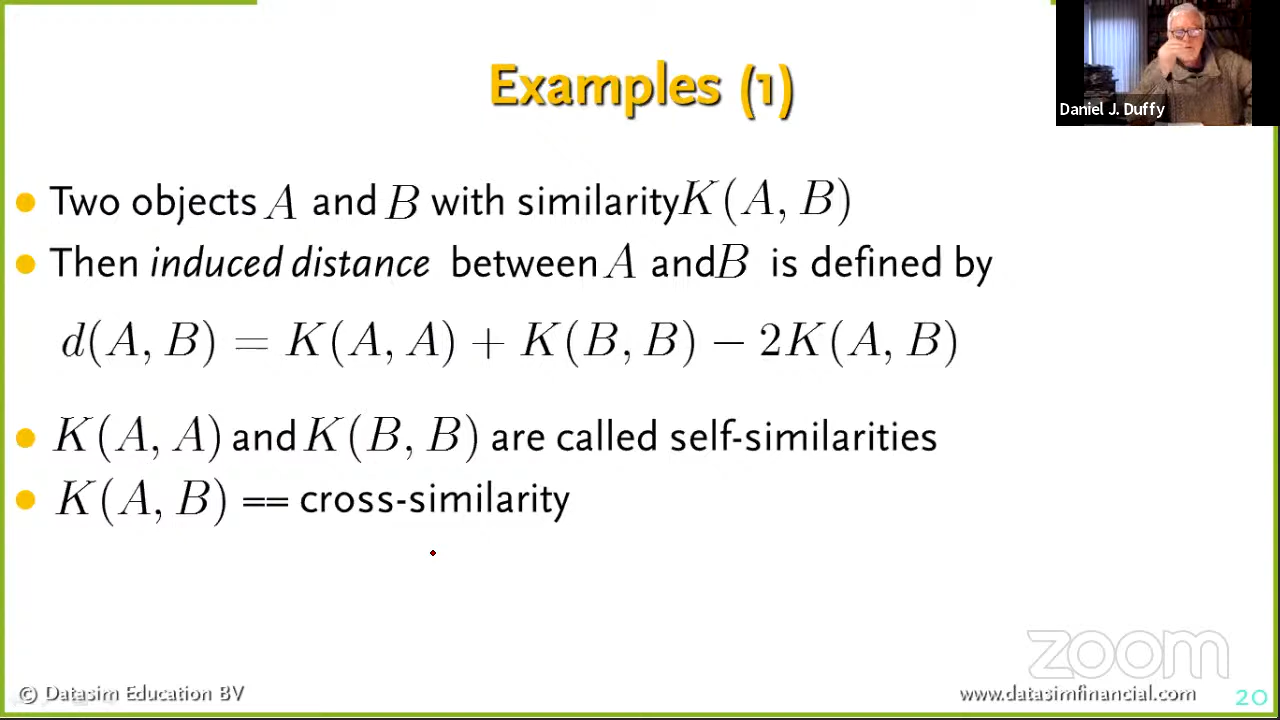 Examples (1)
Daniel J. Duffy
Two objects A and B with similarity K(A, B)
Then induced distance between A and B is defined by
d(A, B) = K(A, A) + K(B, B) − 2K(A, B)
K(A, A) and K(B, B) are called self-similarities
K(A, B) == cross-similarity
zoom
© Datasim Education BV
www.datasimfinancial.com
20